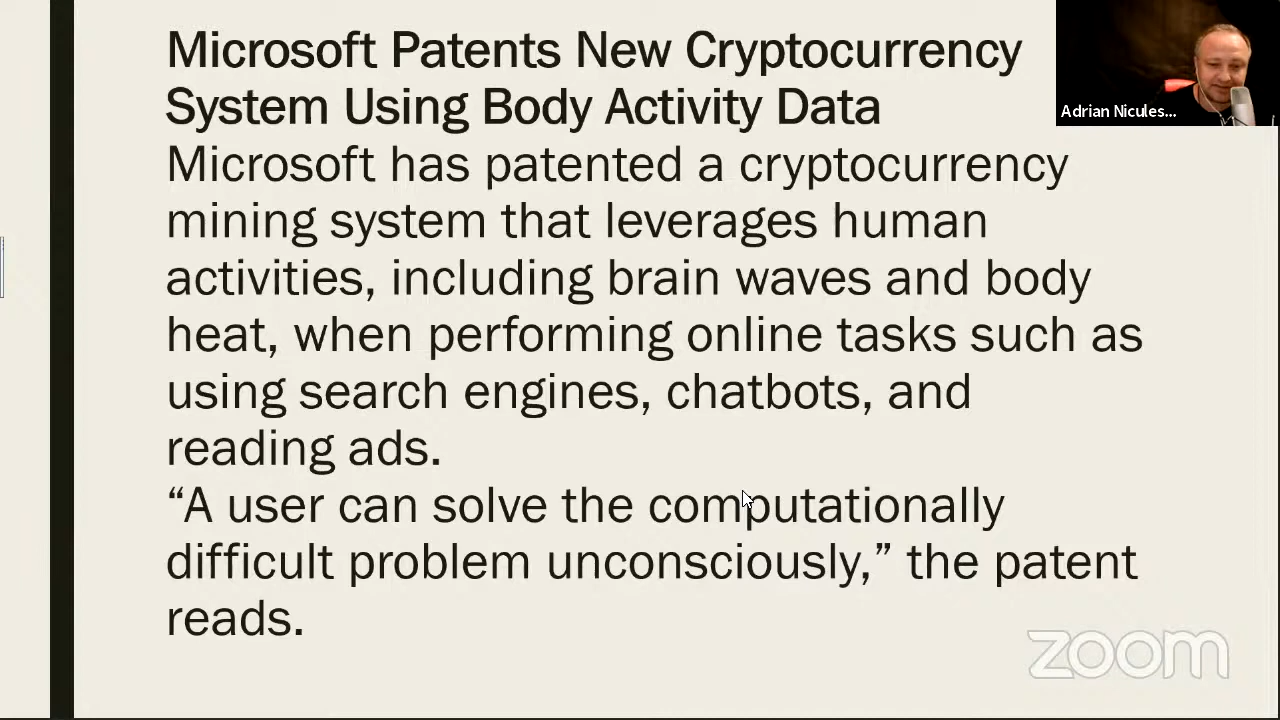 Microsoft Patents New Cryptocurrency
System Using Body Activity Data
Microsoft has patented a cryptocurrency
mining system that leverages human
activities, including brain waves and body
heat, when performing online tasks such as
using search engines, chatbots, and
reading ads.
“A user can solve the computationally
difficult problem unconsciously,” the patent
reads.
Adrian Nicules...
zoom